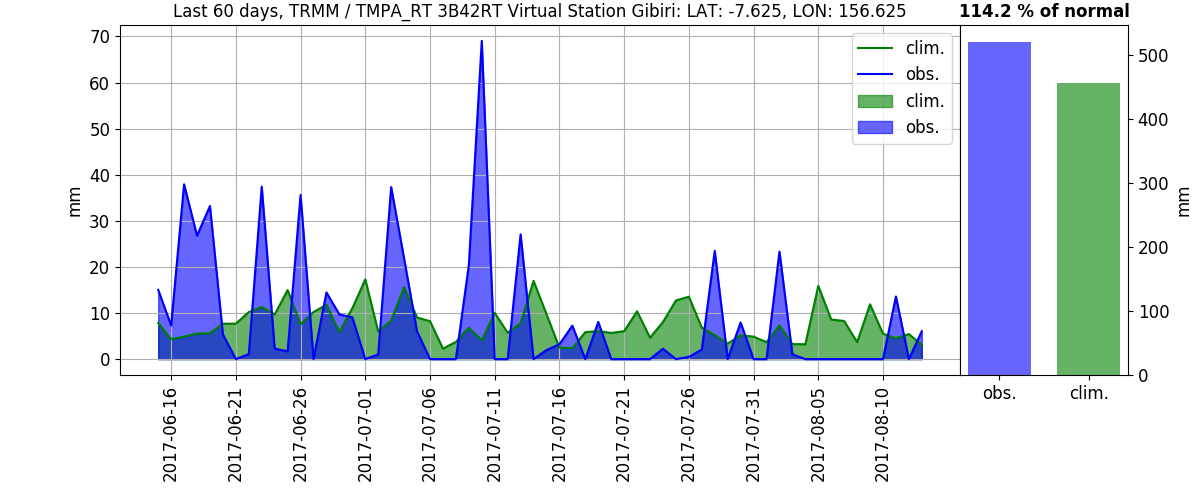 Last 60 days, TRMM / TMPA_RT 3B42RT Virtual Station Gibiri: LAT: -7.625, LON: 156.625
114.2 % of normal
70
60
50
40
30
20
10
0
mm
clim.
obs.
clim.
obs.
2017-06-16
2017-06-21
2017-06-26
2017-07-01
2017-07-06
2017-07-11
2017-07-16
2017-07-21
2017-07-26
2017-07-31
2017-08-05
2017-08-10
500
400
300
200
100
0
mm
obs.
clim.